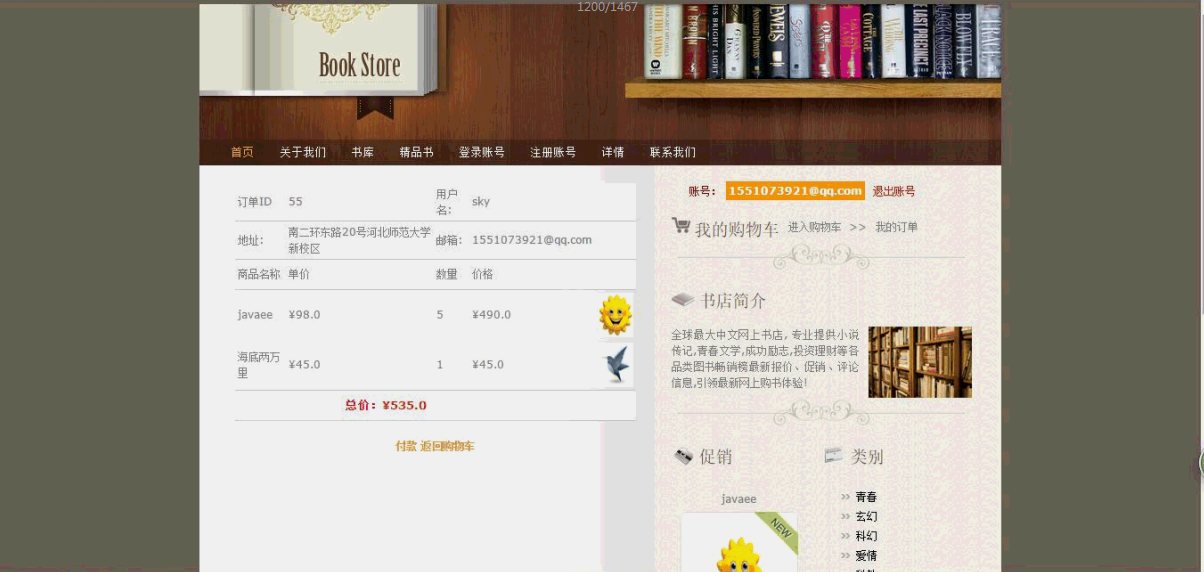 1200/1467
Book Store
首页 关于我们 书库 精品书 登录账号 注册账号 详情 联系我们
订单ID 55 用户名: sky
地址: 南二环东路20号河北师范大学新校区 邮箱: 1551073921@qq.com
商品名称 单价 数量 价格
javaee ¥98.0 5 ¥490.0
海底两万里 ¥45.0 1 ¥45.0
总价：¥535.0
付款 返回购物车
账号： 1551073921@qq.com 退出账号
我的购物车 进入购物车 >> 我的订单
书店简介
全球最大中文网上书店, 专业提供小说
传记,青春文学,成功励志,投资理财等各
品类图书畅销榜最新报价、促销、评论
信息,引领最新网上购书体验!
促销 类别
javaee
NEW
>> 青春
>> 玄幻
>> 科幻
>> 爱情